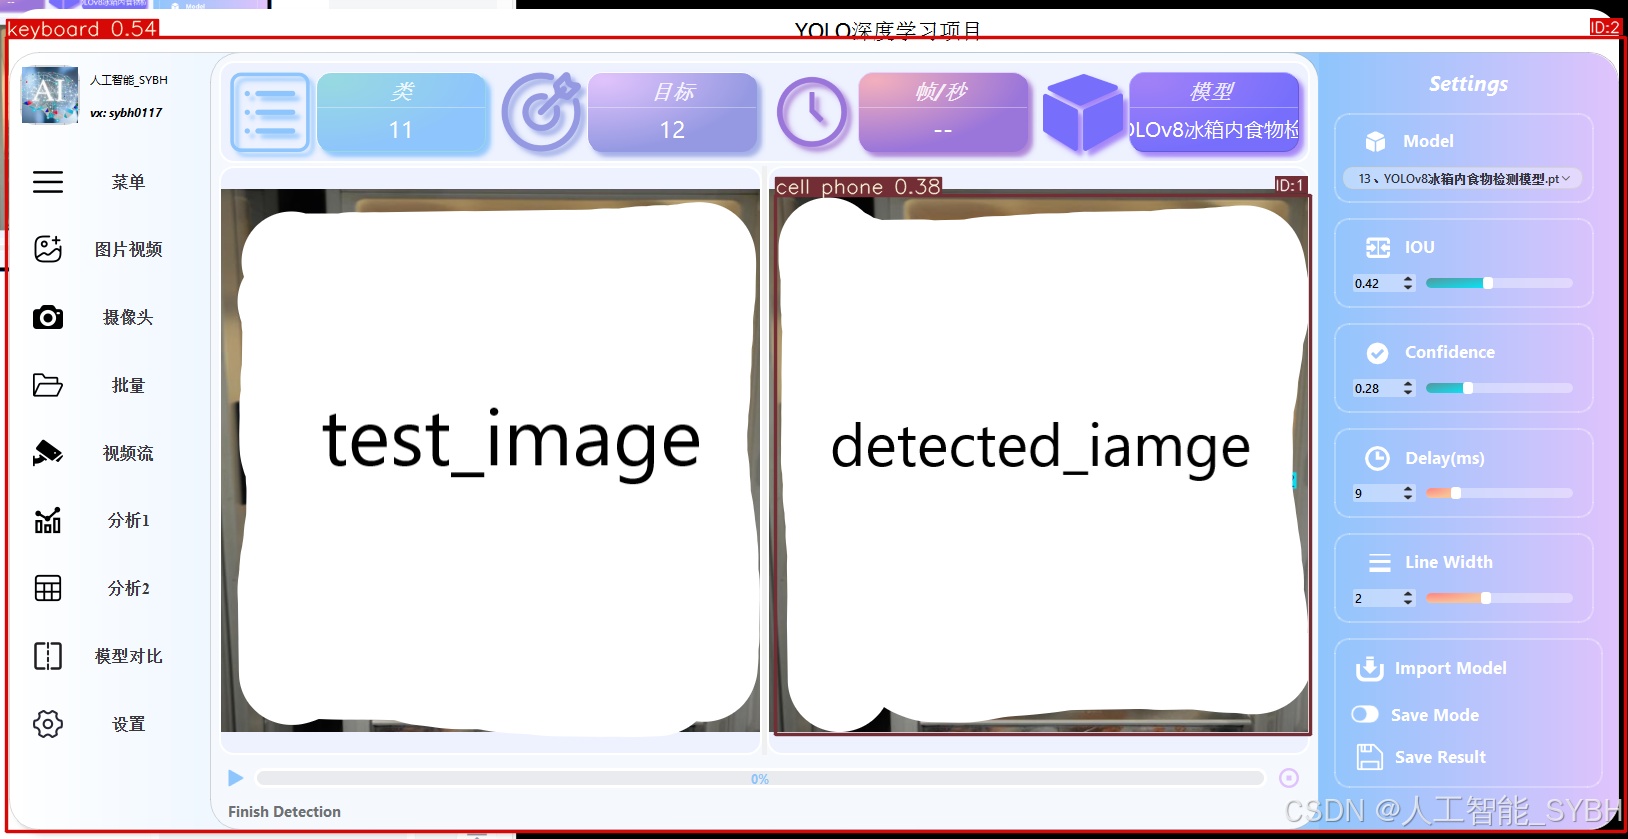 Model
keyboard 0.54
ID:2
YOLO深度学习项目
AI
人工智能_SYBH
vx: sybh0117
类
11
目标
12
帧/秒
--
模型
OLOv8冰箱内食物检
Settings
菜单
图片视频
摄像头
批量
视频流
分析1
分析2
模型对比
设置
cell phone 0.38
ID:1
test_image
detected_iamge
Model
13、YOLOv8冰箱内食物检测模型.pt
IOU
0.42
Confidence
0.28
Delay(ms)
9
Line Width
2
Import Model
Save Mode
Save Result
0%
Finish Detection
CSDN @人工智能_SYBH